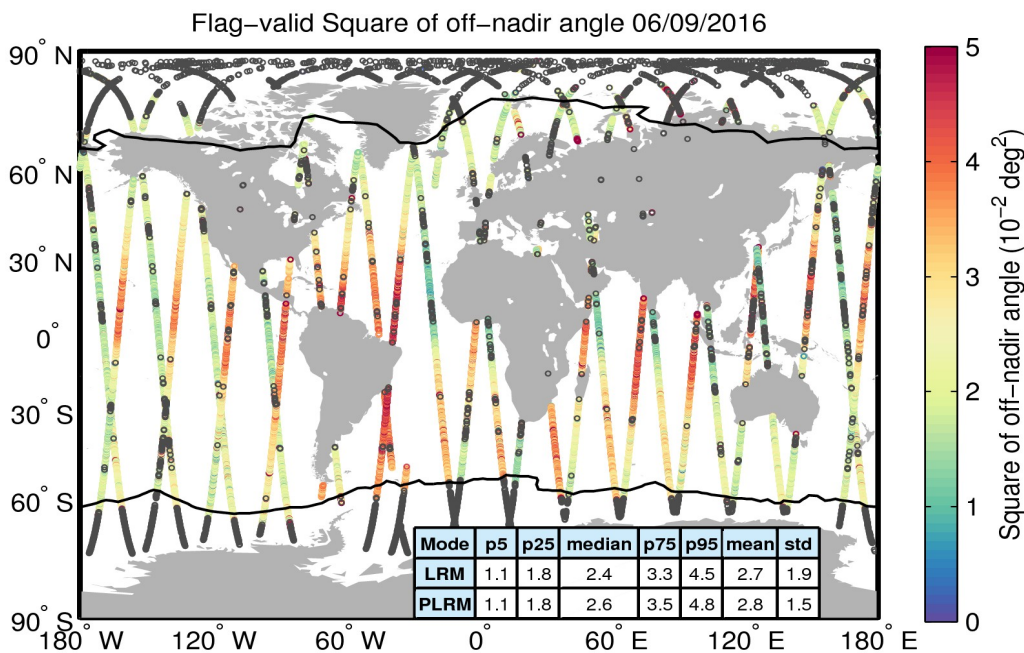 Flag−valid Square of off−nadir angle 06/09/2016
90° N
60° N
30° N
0°
30° S
60° S
90° S
180° W
120° W
60° W
0°
60° E
120° E
180° E
Mode p5 p25 median p75 p95 mean std
LRM 1.1 1.8 2.4 3.3 4.5 2.7 1.9
PLRM 1.1 1.8 2.6 3.5 4.8 2.8 1.5
5
4
3
2
1
0
Square of off−nadir angle (10⁻² deg²)